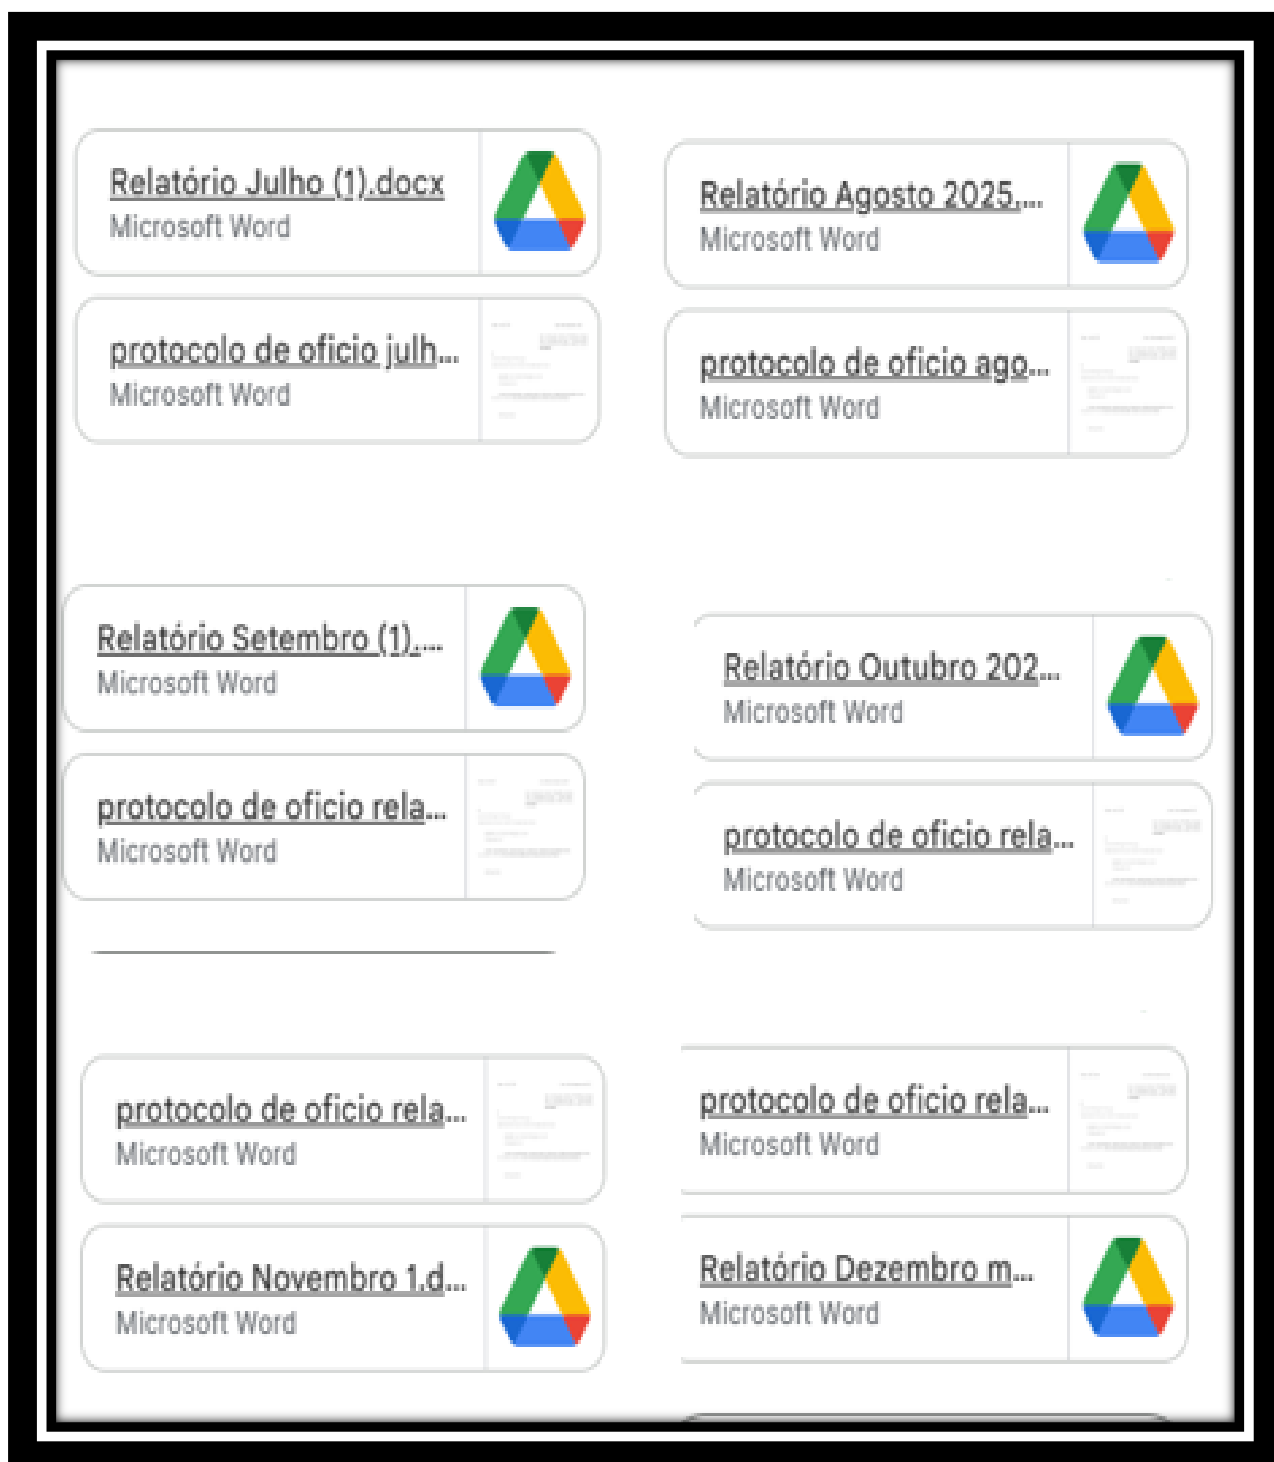 Relatório Julho (1).docx
Microsoft Word
protocolo de oficio julh...
Microsoft Word
Relatório Agosto 2025....
Microsoft Word
protocolo de oficio ago...
Microsoft Word
Relatório Setembro (1)....
Microsoft Word
protocolo de oficio rela...
Microsoft Word
Relatório Outubro 202...
Microsoft Word
protocolo de oficio rela...
Microsoft Word
protocolo de oficio rela...
Microsoft Word
Relatório Novembro 1.d...
Microsoft Word
protocolo de oficio rela...
Microsoft Word
Relatório Dezembro m...
Microsoft Word